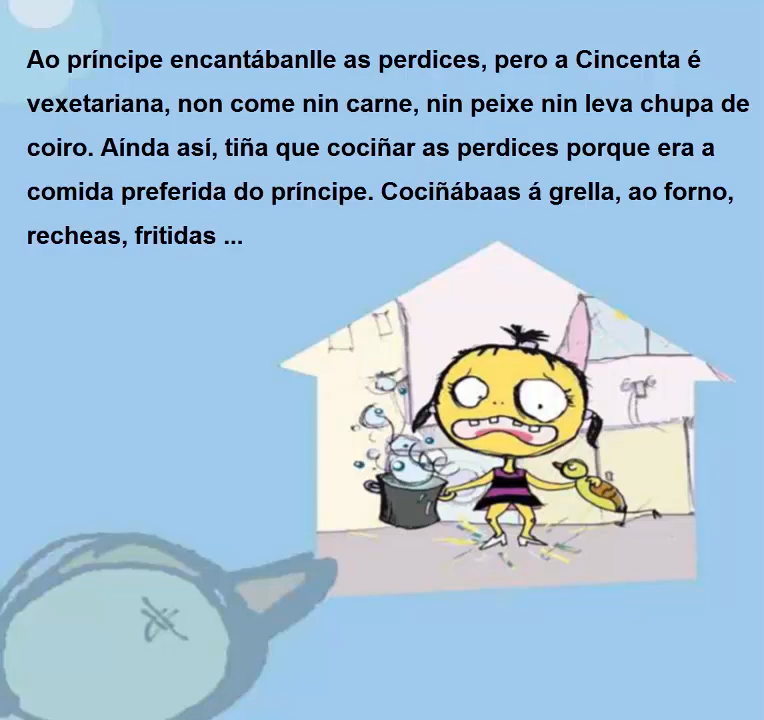 Ao príncipe encantábanlle as perdices, pero a Cincenta é
vexetariana, non come nin carne, nin peixe nin leva chupa de
coiro. Aínda así, tiña que cociñar as perdices porque era a
comida preferida do príncipe. Cociñábaas á grella, ao forno,
recheas, fritidas ...